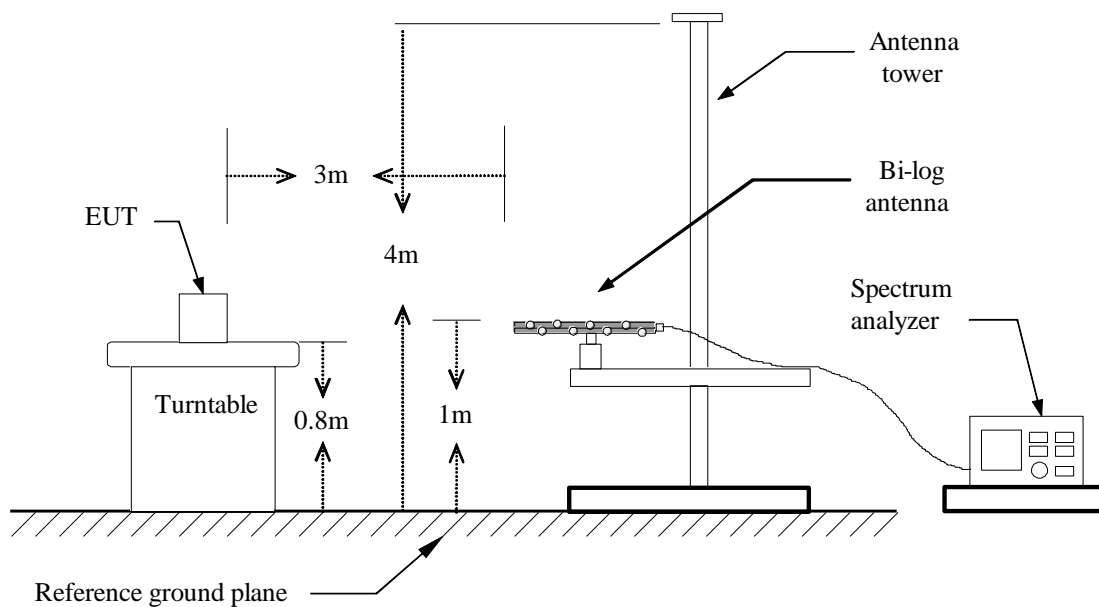 Antenna
tower
3m
Bi-log
antenna
EUT
4m
Spectrum
analyzer
Turntable
0.8m
1m
Reference ground plane